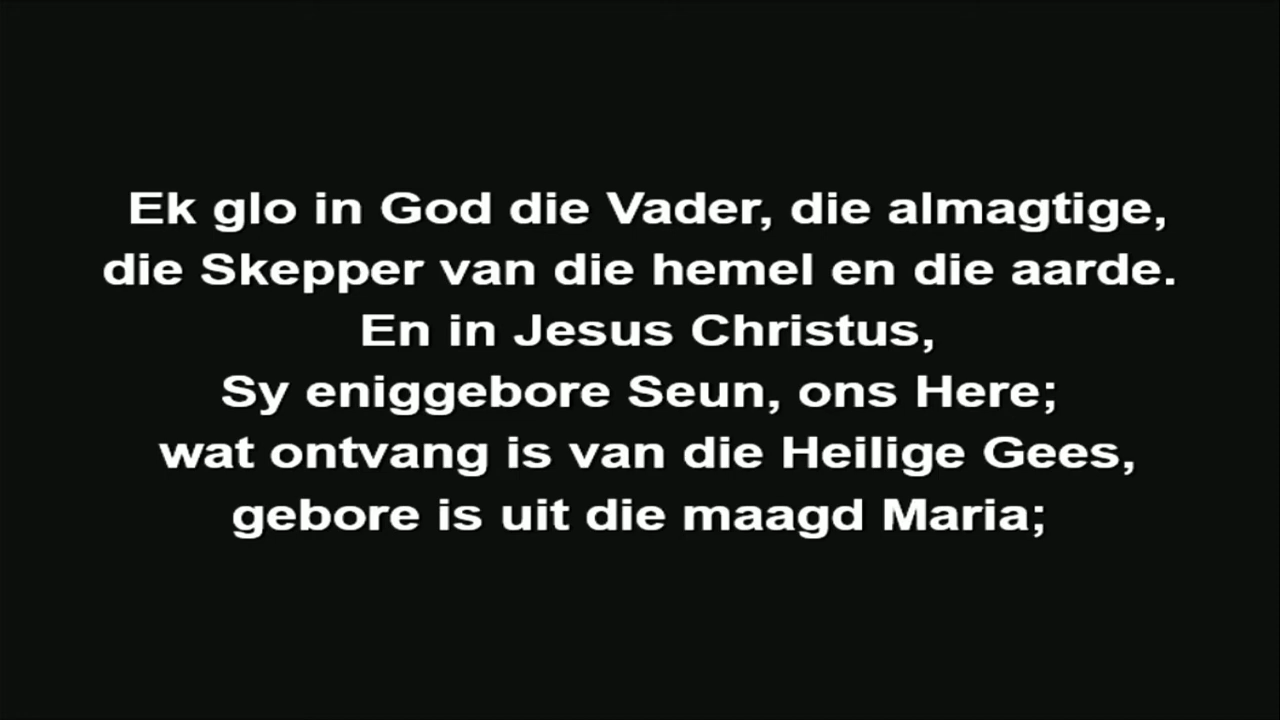 Ek glo in God die Vader, die almagtige,
die Skepper van die hemel en die aarde.
En in Jesus Christus,
Sy eniggebore Seun, ons Here;
wat ontvang is van die Heilige Gees,
gebore is uit die maagd Maria;